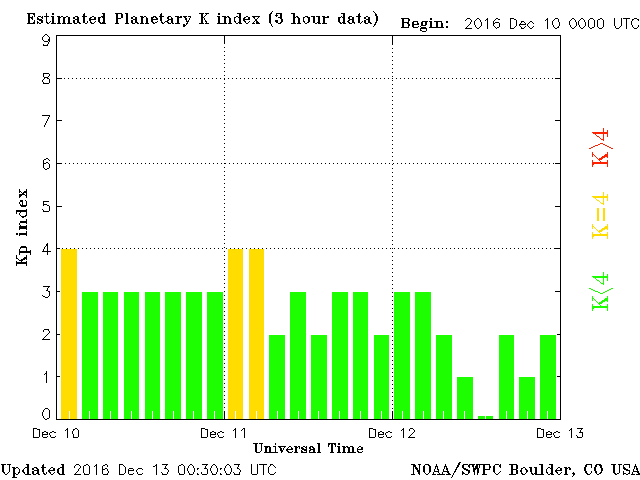 Estimated Planetary K index (3 hour data) Begin: 2016 Dec 10 0000 UTC
9
8
7
6
5
4
3
2
1
0
Kp index
K>4
K=4
K<4
Dec 10 Dec 11 Dec 12 Dec 13
Universal Time
Updated 2016 Dec 13 00:30:03 UTC NOAA/SWPC Boulder, CO USA